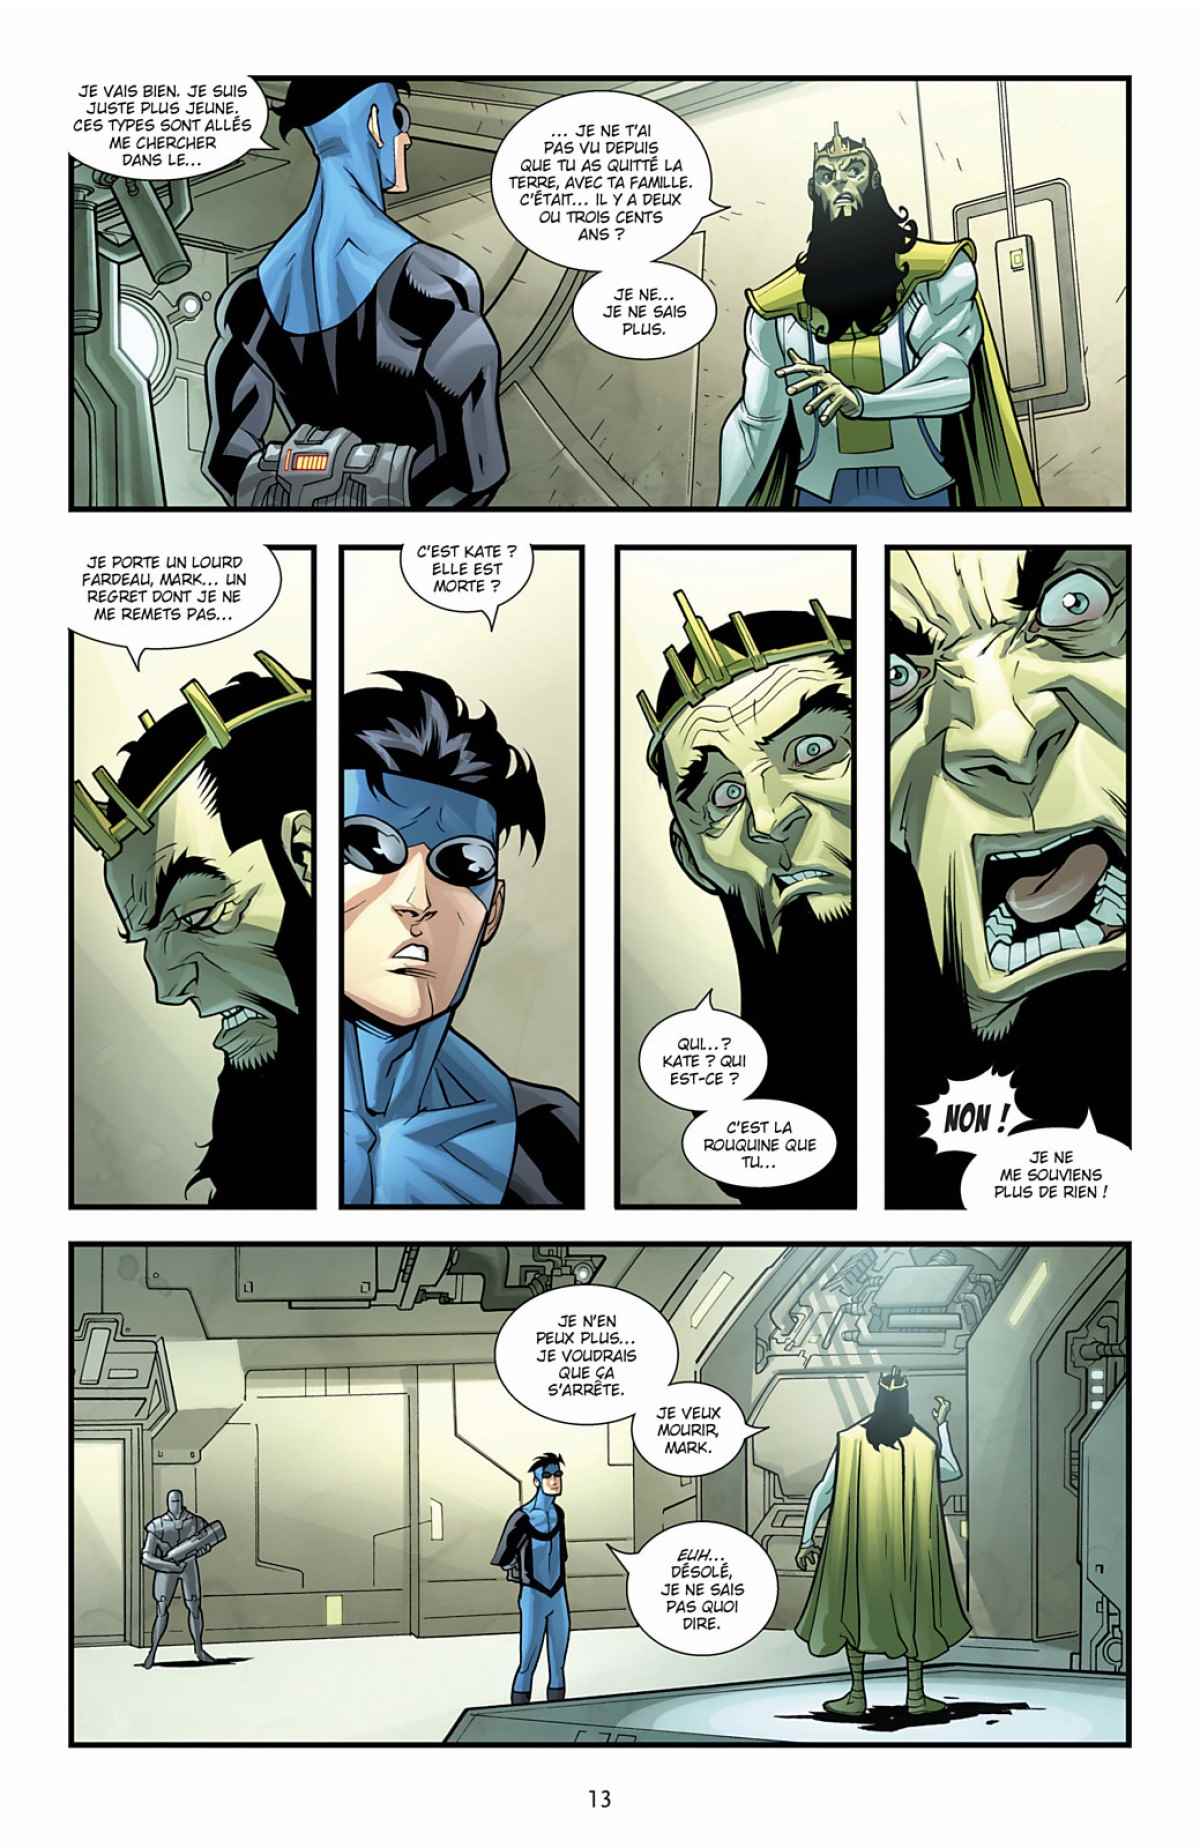 JE VAIS BIEN. JE SUIS
JUSTE PLUS JEUNE.
CES TYPES SONT ALLÉS
ME CHERCHER
DANS LE...
... JE NE T'AI
PAS VU DEPUIS
QUE TU AS QUITTÉ LA
TERRE, AVEC TA FAMILLE.
C'ÉTAIT... IL Y A DEUX
OU TROIS CENTS
ANS ?
JE NE...
JE NE SAIS
PLUS.
JE PORTE UN LOURD
FARDEAU, MARK... UN
REGRET DONT JE NE
ME REMETS PAS...
C'EST KATE ?
ELLE EST
MORTE ?
QUI...?
KATE ? QUI
EST-CE ?
C'EST LA
ROUQUINE QUE
TU...
NON !
JE NE
ME SOUVIENS
PLUS DE RIEN !
JE N'EN
PEUX PLUS...
JE VOUDRAIS
QUE ÇA
S'ARRÊTE.
JE VEUX
MOURIR,
MARK.
EUH...
DÉSOLÉ,
JE NE SAIS
PAS QUOI
DIRE.
13